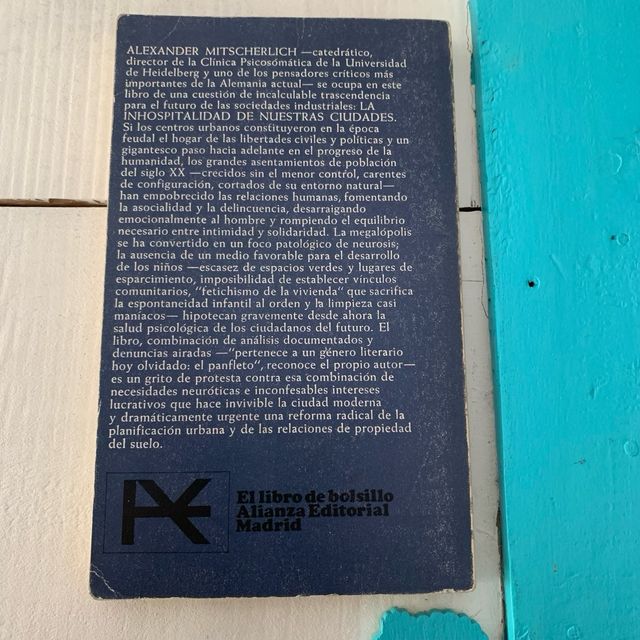 ALEXANDER MITSCHERLICH —catedrático,
director de la Clínica Psicosómática de la Universidad
de Heidelberg y uno de los pensadores críticos más
importantes de la Alemania actual— se ocupa en este
libro de una cuestión de incalculable trascendencia
para el futuro de las sociedades industriales: LA
INHOSPITALIDAD DE NUESTRAS CIUDADES.
Si los centros urbanos constituyeron en la época
feudal el hogar de las libertades civiles y políticas y un
gigantesco paso hacia adelante en el progreso de la
humanidad, los grandes asentamientos de población
del siglo XX —crecidos sin el menor control, carentes
de configuración, cortados de su entorno natural—
han empobrecido las relaciones humanas, fomentando
la asocialidad y la delincuencia, desarraigando
emocionalmente al hombre y rompiendo el equilibrio
necesario entre intimidad y solidaridad. La megalópolis
se ha convertido en un foco patológico de neurosis;
la ausencia de un medio favorable para el desarrollo
de los niños —escasez de espacios verdes y lugares de
esparcimiento, imposibilidad de establecer vínculos
comunitarios, "fetichismo de la vivienda" que sacrifica
la espontaneidad infantil al orden y la limpieza casi
maníacos— hipotecan gravemente desde ahora la
salud psicológica de los ciudadanos del futuro. El
libro, combinación de análisis documentados y
denuncias airadas —"pertenece a un género literario
hoy olvidado: el panfleto", reconoce el propio autor—
es un grito de protesta contra esa combinación de
necesidades neuróticas e inconfesables intereses
lucrativos que hace invivible la ciudad moderna
y dramáticamente urgente una reforma radical de la
planificación urbana y de las relaciones de propiedad
del suelo.
El libro de bolsillo
Alianza Editorial
Madrid